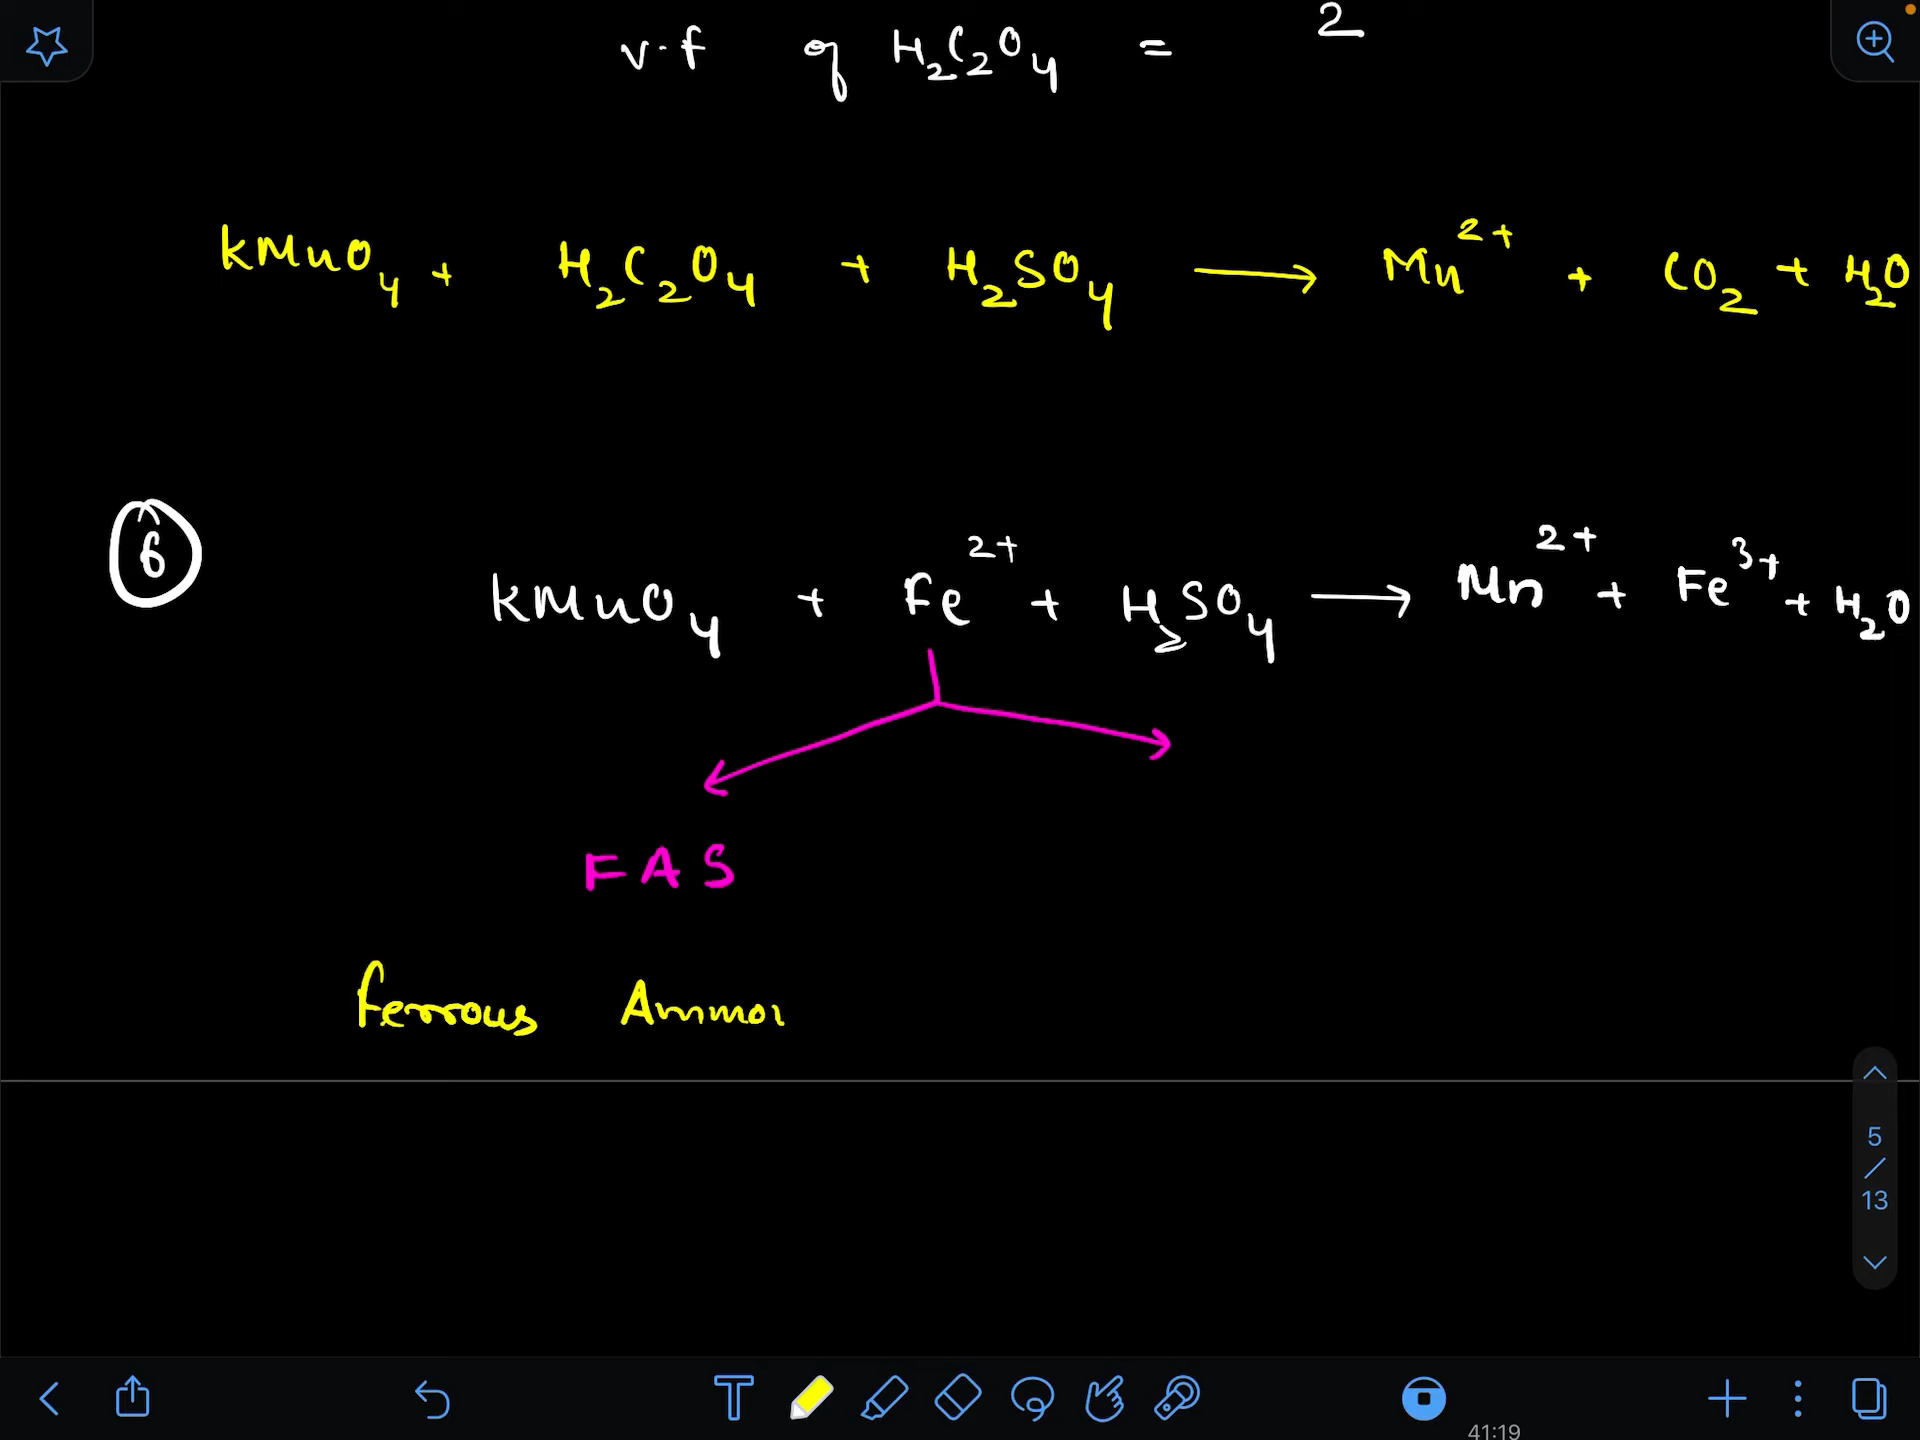 v.f of H₂C₂O₄ = 2
kMnO₄ + H₂C₂O₄ + H₂SO₄ ⟶ Mn²⁺ + CO₂ + H₂O
6 kMnO₄ + Fe²⁺ + H₂SO₄ ⟶ Mn²⁺ + Fe³⁺ + H₂O
FAS
Ferrous Ammoi
5
/
13
T
41:19